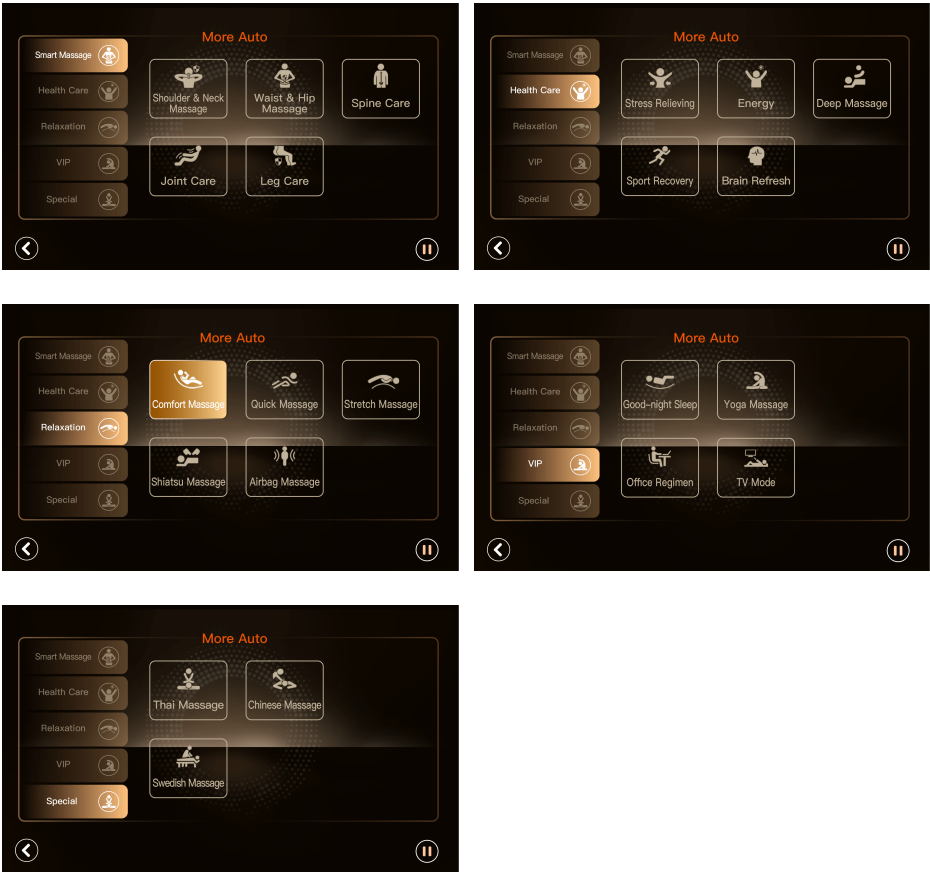 More Auto
Smart Massage
Health Care
Relaxation
VIP
Special
Shoulder & Neck
Massage
Waist & Hip
Massage
Spine Care
Joint Care
Leg Care
More Auto
Smart Massage
Health Care
Relaxation
VIP
Special
Stress Relieving
Energy
Deep Massage
Sport Recovery
Brain Refresh
More Auto
Smart Massage
Health Care
Relaxation
VIP
Special
Comfort Massage
Quick Massage
Stretch Massage
Shiatsu Massage
Airbag Massage
More Auto
Smart Massage
Health Care
Relaxation
VIP
Special
Good-night Sleep
Yoga Massage
Office Regimen
TV Mode
More Auto
Smart Massage
Health Care
Relaxation
VIP
Special
Thai Massage
Chinese Massage
Swedish Massage